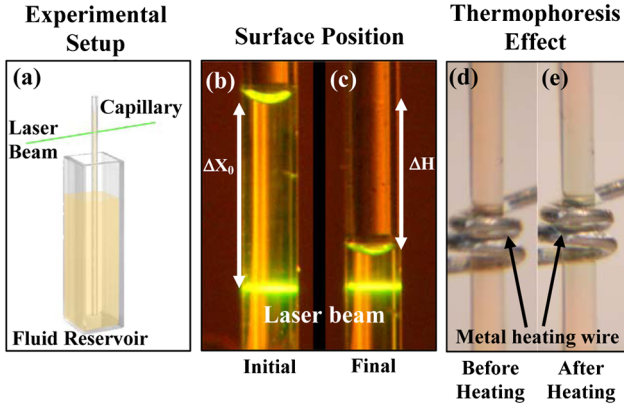 Experimental
Setup
Surface Position
Thermophoresis
Effect
(a)
Capillary
Laser
Beam
Fluid Reservoir
(b)
(c)
ΔX₀
ΔH
Laser beam
Initial
Final
(d)
(e)
Metal heating wire
Before
Heating
After
Heating